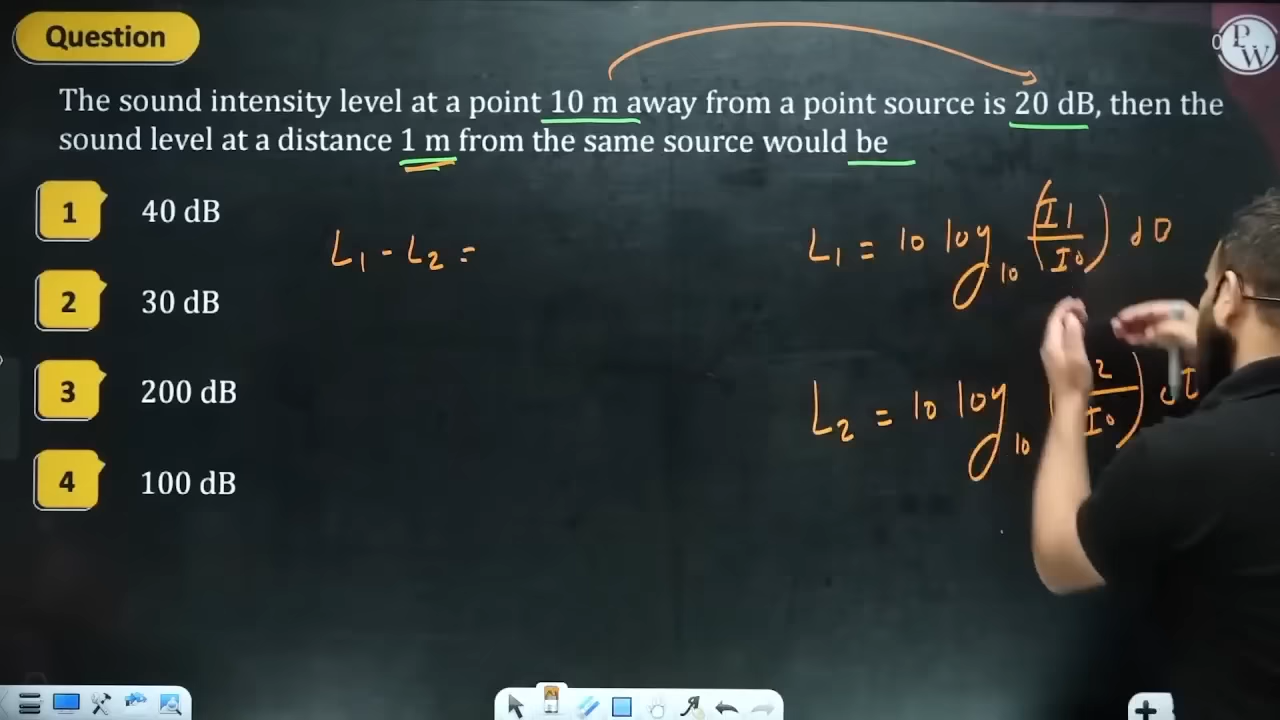 Question
The sound intensity level at a point 10 m away from a point source is 20 dB, then the
sound level at a distance 1 m from the same source would be
1 40 dB
2 30 dB
3 200 dB
4 100 dB
L1 - L2 =
L1 = 10 log10 (I1/I0) dB
L2 = 10 log10
PW